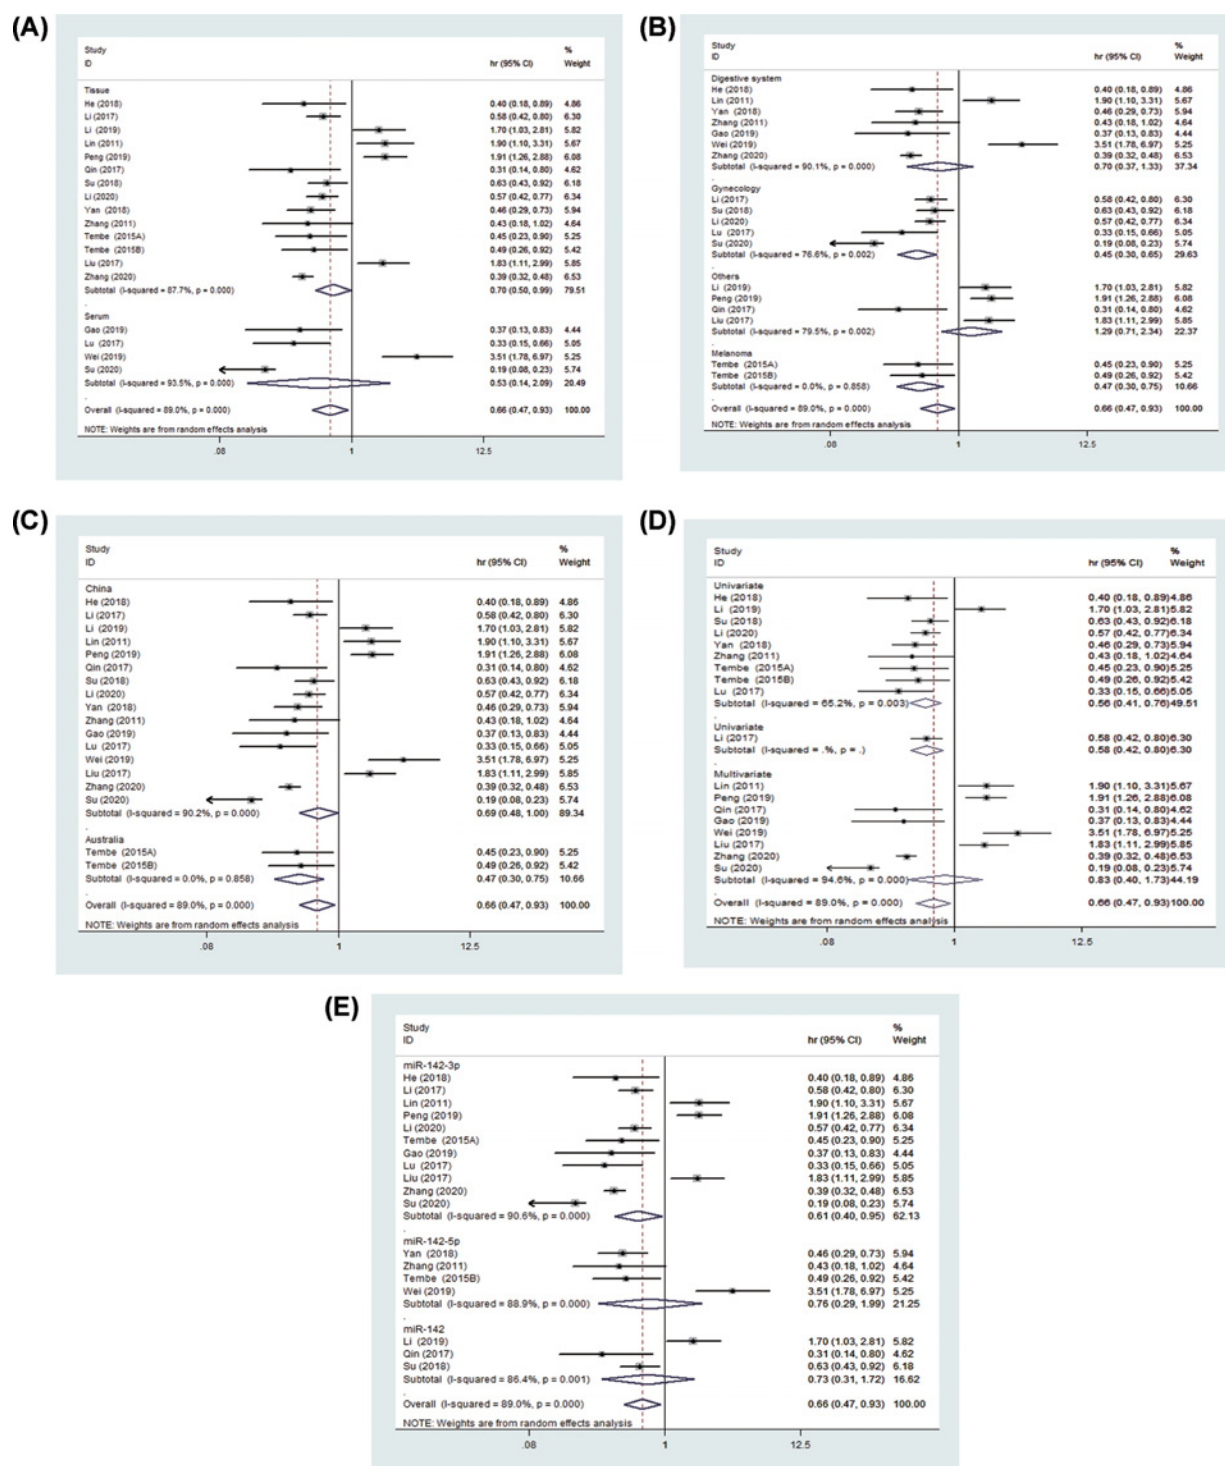 (A)
Study % 
ID hr (95% CI) Weight
Tissue
He (2018) 0.40 (0.18, 0.89) 4.86
Li (2017) 0.58 (0.42, 0.80) 6.30
Li (2019) 1.70 (1.03, 2.81) 5.82
Lin (2011) 1.90 (1.10, 3.31) 5.67
Peng (2019) 1.91 (1.26, 2.88) 6.08
Qin (2017) 0.31 (0.14, 0.80) 4.62
Su (2018) 0.63 (0.43, 0.92) 6.18
Li (2020) 0.57 (0.42, 0.77) 6.34
Yan (2018) 0.46 (0.29, 0.73) 5.94
Zhang (2011) 0.43 (0.18, 1.02) 4.64
Tembe (2015A) 0.45 (0.23, 0.90) 5.25
Tembe (2015B) 0.49 (0.26, 0.92) 5.42
Liu (2017) 1.83 (1.11, 2.99) 5.85
Zhang (2020) 0.39 (0.32, 0.48) 6.53
Subtotal (I-squared = 87.7%, p = 0.000) 0.70 (0.50, 0.99) 79.51
.
Serum
Gao (2019) 0.37 (0.13, 0.83) 4.44
Lu (2017) 0.33 (0.15, 0.66) 5.05
Wei (2019) 3.51 (1.78, 6.97) 5.25
Su (2020) 0.19 (0.08, 0.23) 5.74
Subtotal (I-squared = 93.5%, p = 0.000) 0.53 (0.14, 2.09) 20.49
.
Overall (I-squared = 89.0%, p = 0.000) 0.66 (0.47, 0.93) 100.00
NOTE: Weights are from random effects analysis
.08 1 12.5
(B)
Study %
ID hr (95% CI) Weight
Digestive system
He (2018) 0.40 (0.18, 0.89) 4.86
Lin (2011) 1.90 (1.10, 3.31) 5.67
Yan (2018) 0.46 (0.29, 0.73) 5.94
Zhang (2011) 0.43 (0.18, 1.02) 4.64
Gao (2019) 0.37 (0.13, 0.83) 4.44
Wei (2019) 3.51 (1.78, 6.97) 5.25
Zhang (2020) 0.39 (0.32, 0.48) 6.53
Subtotal (I-squared = 90.1%, p = 0.000) 0.70 (0.37, 1.33) 37.34
.
Gynecology
Li (2017) 0.58 (0.42, 0.80) 6.30
Su (2018) 0.63 (0.43, 0.92) 6.18
Li (2020) 0.57 (0.42, 0.77) 6.34
Lu (2017) 0.33 (0.15, 0.66) 5.05
Su (2020) 0.19 (0.08, 0.23) 5.74
Subtotal (I-squared = 76.6%, p = 0.002) 0.45 (0.30, 0.65) 29.63
.
Others
Li (2019) 1.70 (1.03, 2.81) 5.82
Peng (2019) 1.91 (1.26, 2.88) 6.08
Qin (2017) 0.31 (0.14, 0.80) 4.62
Liu (2017) 1.83 (1.11, 2.99) 5.85
Subtotal (I-squared = 79.5%, p = 0.002) 1.29 (0.71, 2.34) 22.37
.
Melanoma
Tembe (2015A) 0.45 (0.23, 0.90) 5.25
Tembe (2015B) 0.49 (0.26, 0.92) 5.42
Subtotal (I-squared = 0.0%, p = 0.858) 0.47 (0.30, 0.75) 10.66
.
Overall (I-squared = 89.0%, p = 0.000) 0.66 (0.47, 0.93) 100.00
NOTE: Weights are from random effects analysis
.08 1 12.5
(C)
Study %
ID hr (95% CI) Weight
China
He (2018) 0.40 (0.18, 0.89) 4.86
Li (2017) 0.58 (0.42, 0.80) 6.30
Li (2019) 1.70 (1.03, 2.81) 5.82
Lin (2011) 1.90 (1.10, 3.31) 5.67
Peng (2019) 1.91 (1.26, 2.88) 6.08
Qin (2017) 0.31 (0.14, 0.80) 4.62
Su (2018) 0.63 (0.43, 0.92) 6.18
Li (2020) 0.57 (0.42, 0.77) 6.34
Yan (2018) 0.46 (0.29, 0.73) 5.94
Zhang (2011) 0.43 (0.18, 1.02) 4.64
Gao (2019) 0.37 (0.13, 0.83) 4.44
Lu (2017) 0.33 (0.15, 0.66) 5.05
Wei (2019) 3.51 (1.78, 6.97) 5.25
Liu (2017) 1.83 (1.11, 2.99) 5.85
Zhang (2020) 0.39 (0.32, 0.48) 6.53
Su (2020) 0.19 (0.08, 0.23) 5.74
Subtotal (I-squared = 90.2%, p = 0.000) 0.69 (0.48, 1.00) 89.34
.
Australia
Tembe (2015A) 0.45 (0.23, 0.90) 5.25
Tembe (2015B) 0.49 (0.26, 0.92) 5.42
Subtotal (I-squared = 0.0%, p = 0.858) 0.47 (0.30, 0.75) 10.66
.
Overall (I-squared = 89.0%, p = 0.000) 0.66 (0.47, 0.93) 100.00
NOTE: Weights are from random effects analysis
.08 1 12.5
(D)
Study %
ID hr (95% CI) Weight
Univariate
He (2018) 0.40 (0.18, 0.89)4.86
Li (2019) 1.70 (1.03, 2.81)5.82
Su (2018) 0.63 (0.43, 0.92)6.18
Li (2020) 0.57 (0.42, 0.77)6.34
Yan (2018) 0.46 (0.29, 0.73)5.94
Zhang (2011) 0.43 (0.18, 1.02)4.64
Tembe (2015A) 0.45 (0.23, 0.90)5.25
Tembe (2015B) 0.49 (0.26, 0.92)5.42
Lu (2017) 0.33 (0.15, 0.66)5.05
Subtotal (I-squared = 65.2%, p = 0.003) 0.56 (0.41, 0.76)49.51
.
Univariate
Li (2017) 0.58 (0.42, 0.80)6.30
Subtotal (I-squared = .%, p = .) 0.58 (0.42, 0.80)6.30
.
Multivariate
Lin (2011) 1.90 (1.10, 3.31)5.67
Peng (2019) 1.91 (1.26, 2.88)6.08
Qin (2017) 0.31 (0.14, 0.80)4.62
Gao (2019) 0.37 (0.13, 0.83)4.44
Wei (2019) 3.51 (1.78, 6.97)5.25
Liu (2017) 1.83 (1.11, 2.99)5.85
Zhang (2020) 0.39 (0.32, 0.48)6.53
Su (2020) 0.19 (0.08, 0.23)5.74
Subtotal (I-squared = 94.6%, p = 0.000) 0.83 (0.40, 1.73)44.19
.
Overall (I-squared = 89.0%, p = 0.000) 0.66 (0.47, 0.93)100.00
NOTE: Weights are from random effects analysis
.08 1 12.5
(E)
Study %
ID hr (95% CI) Weight
miR-142-3p
He (2018) 0.40 (0.18, 0.89) 4.86
Li (2017) 0.58 (0.42, 0.80) 6.30
Lin (2011) 1.90 (1.10, 3.31) 5.67
Peng (2019) 1.91 (1.26, 2.88) 6.08
Li (2020) 0.57 (0.42, 0.77) 6.34
Tembe (2015A) 0.45 (0.23, 0.90) 5.25
Gao (2019) 0.37 (0.13, 0.83) 4.44
Lu (2017) 0.33 (0.15, 0.66) 5.05
Liu (2017) 1.83 (1.11, 2.99) 5.85
Zhang (2020) 0.39 (0.32, 0.48) 6.53
Su (2020) 0.19 (0.08, 0.23) 5.74
Subtotal (I-squared = 90.6%, p = 0.000) 0.61 (0.40, 0.95) 62.13
.
miR-142-5p
Yan (2018) 0.46 (0.29, 0.73) 5.94
Zhang (2011) 0.43 (0.18, 1.02) 4.64
Tembe (2015B) 0.49 (0.26, 0.92) 5.42
Wei (2019) 3.51 (1.78, 6.97) 5.25
Subtotal (I-squared = 88.9%, p = 0.000) 0.76 (0.29, 1.99) 21.25
.
miR-142
Li (2019) 1.70 (1.03, 2.81) 5.82
Qin (2017) 0.31 (0.14, 0.80) 4.62
Su (2018) 0.63 (0.43, 0.92) 6.18
Subtotal (I-squared = 86.4%, p = 0.001) 0.73 (0.31, 1.72) 16.62
.
Overall (I-squared = 89.0%, p = 0.000) 0.66 (0.47, 0.93) 100.00
NOTE: Weights are from random effects analysis
.08 1 12.5